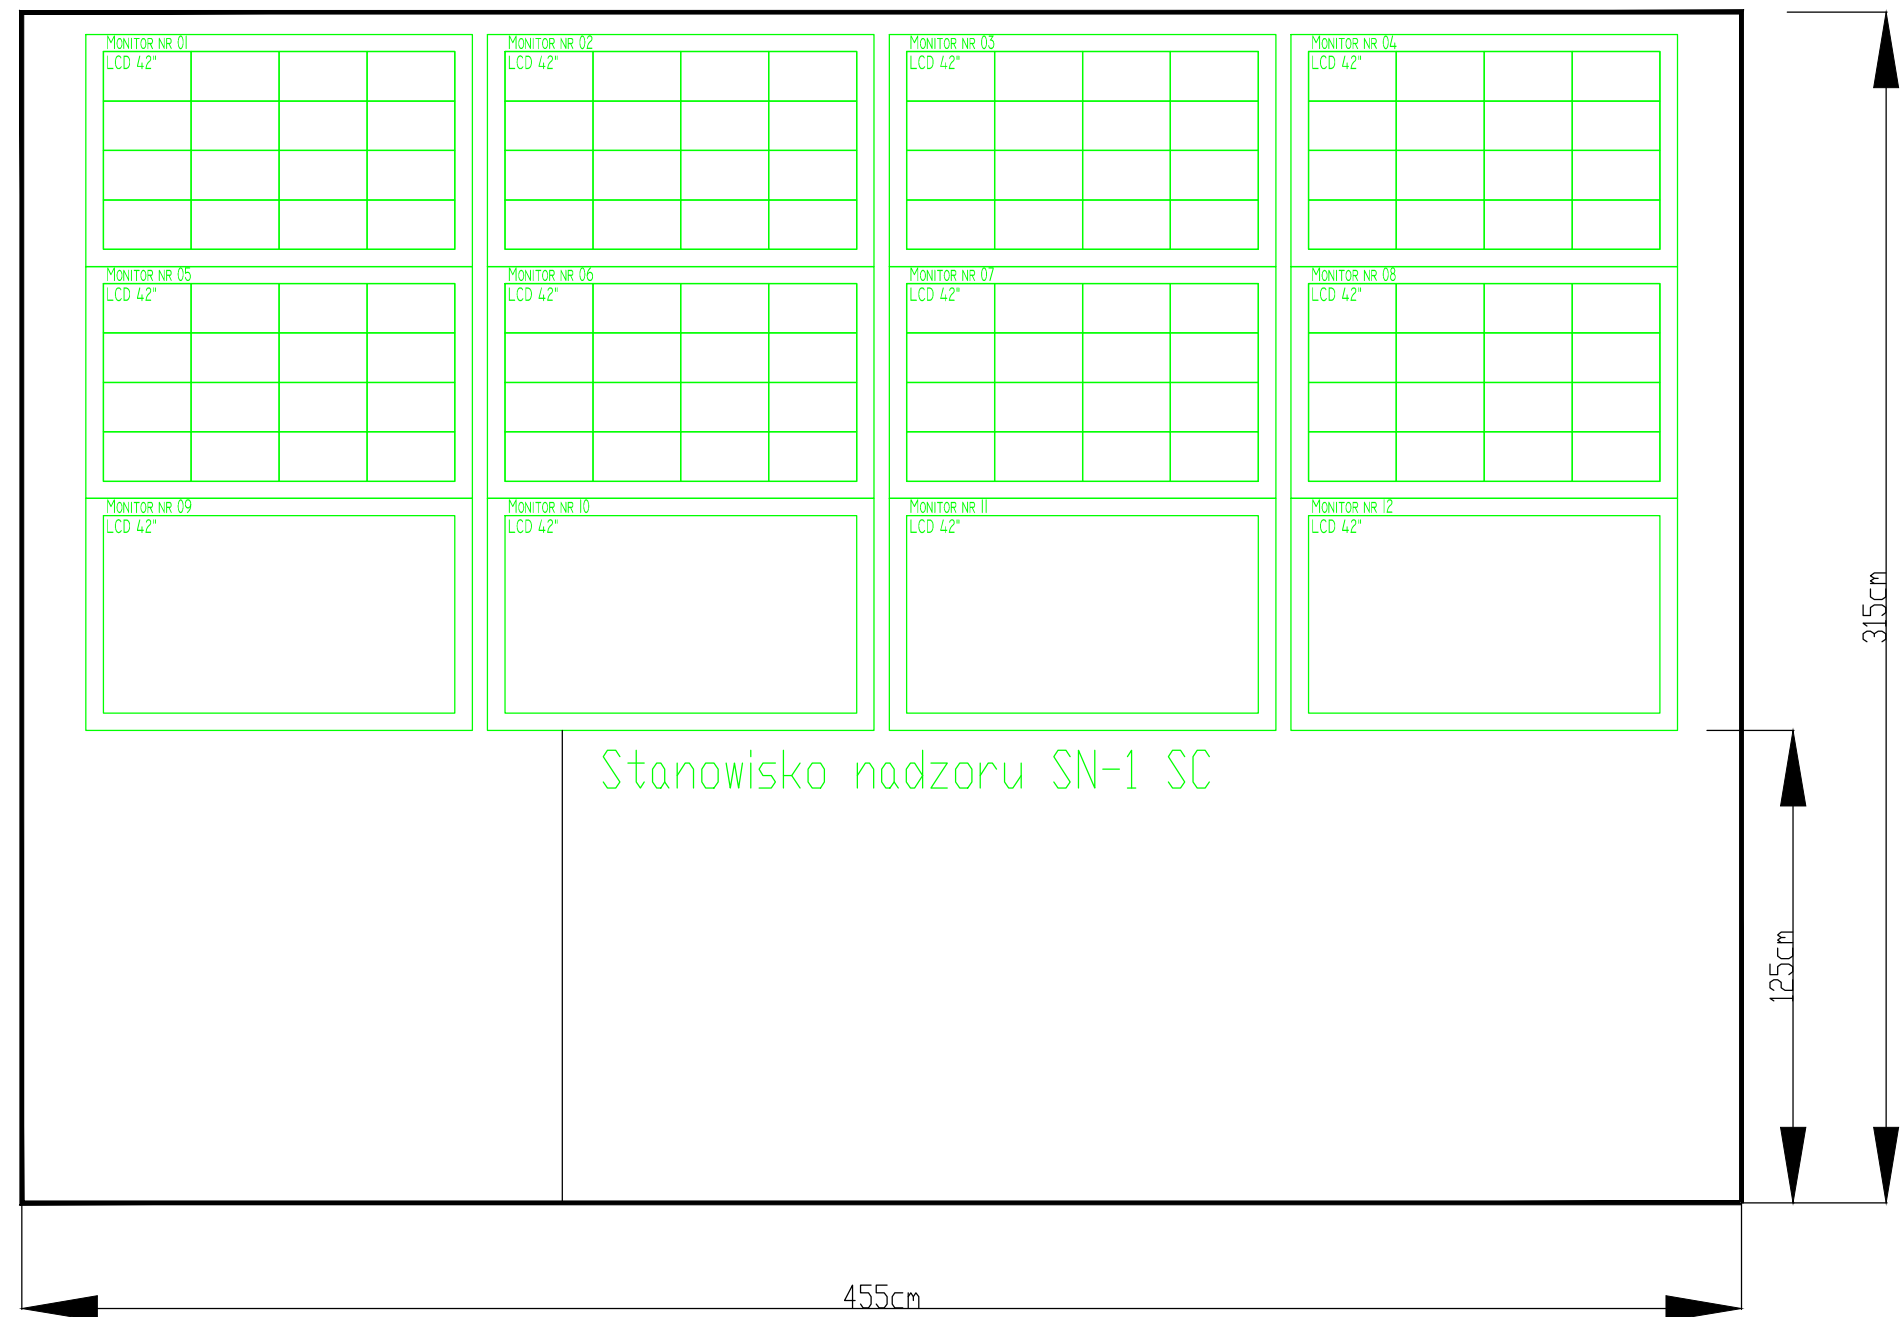 Monitor nr 01
LCD 42"
Monitor nr 02
LCD 42"
Monitor nr 03
LCD 42"
Monitor nr 04
LCD 42"
Monitor nr 05
LCD 42"
Monitor nr 06
LCD 42"
Monitor nr 07
LCD 42"
Monitor nr 08
LCD 42"
Monitor nr 09
LCD 42"
Monitor nr 10
LCD 42"
Monitor nr 11
LCD 42"
Monitor nr 12
LCD 42"
Stanowisko nadzoru SN-1 SC
315cm
125cm
455cm